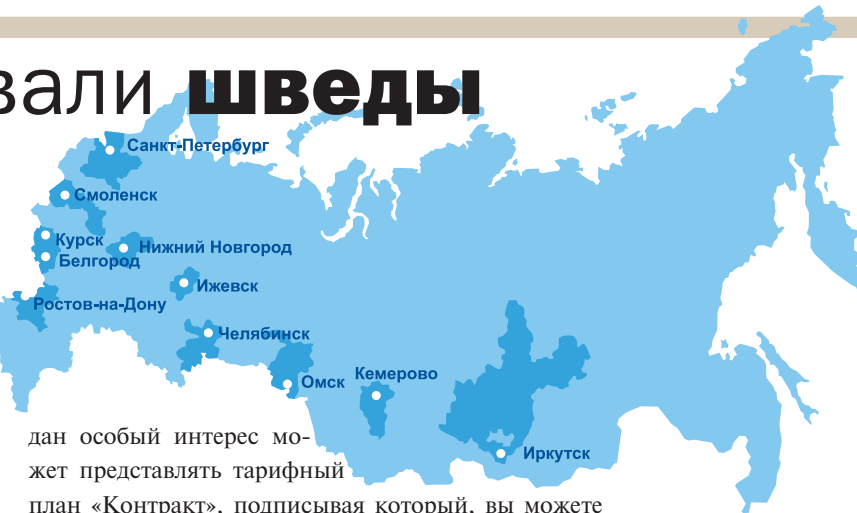 вали шведы
Санкт-Петербург
Смоленск
Курск
Нижний Новгород
Белгород
Ижевск
Ростов-на-Дону
Челябинск
Кемерово
Омск
Иркутск
дан особый интерес мо-
жет представлять тарифный
план «Контракт», подписывая который, вы можете